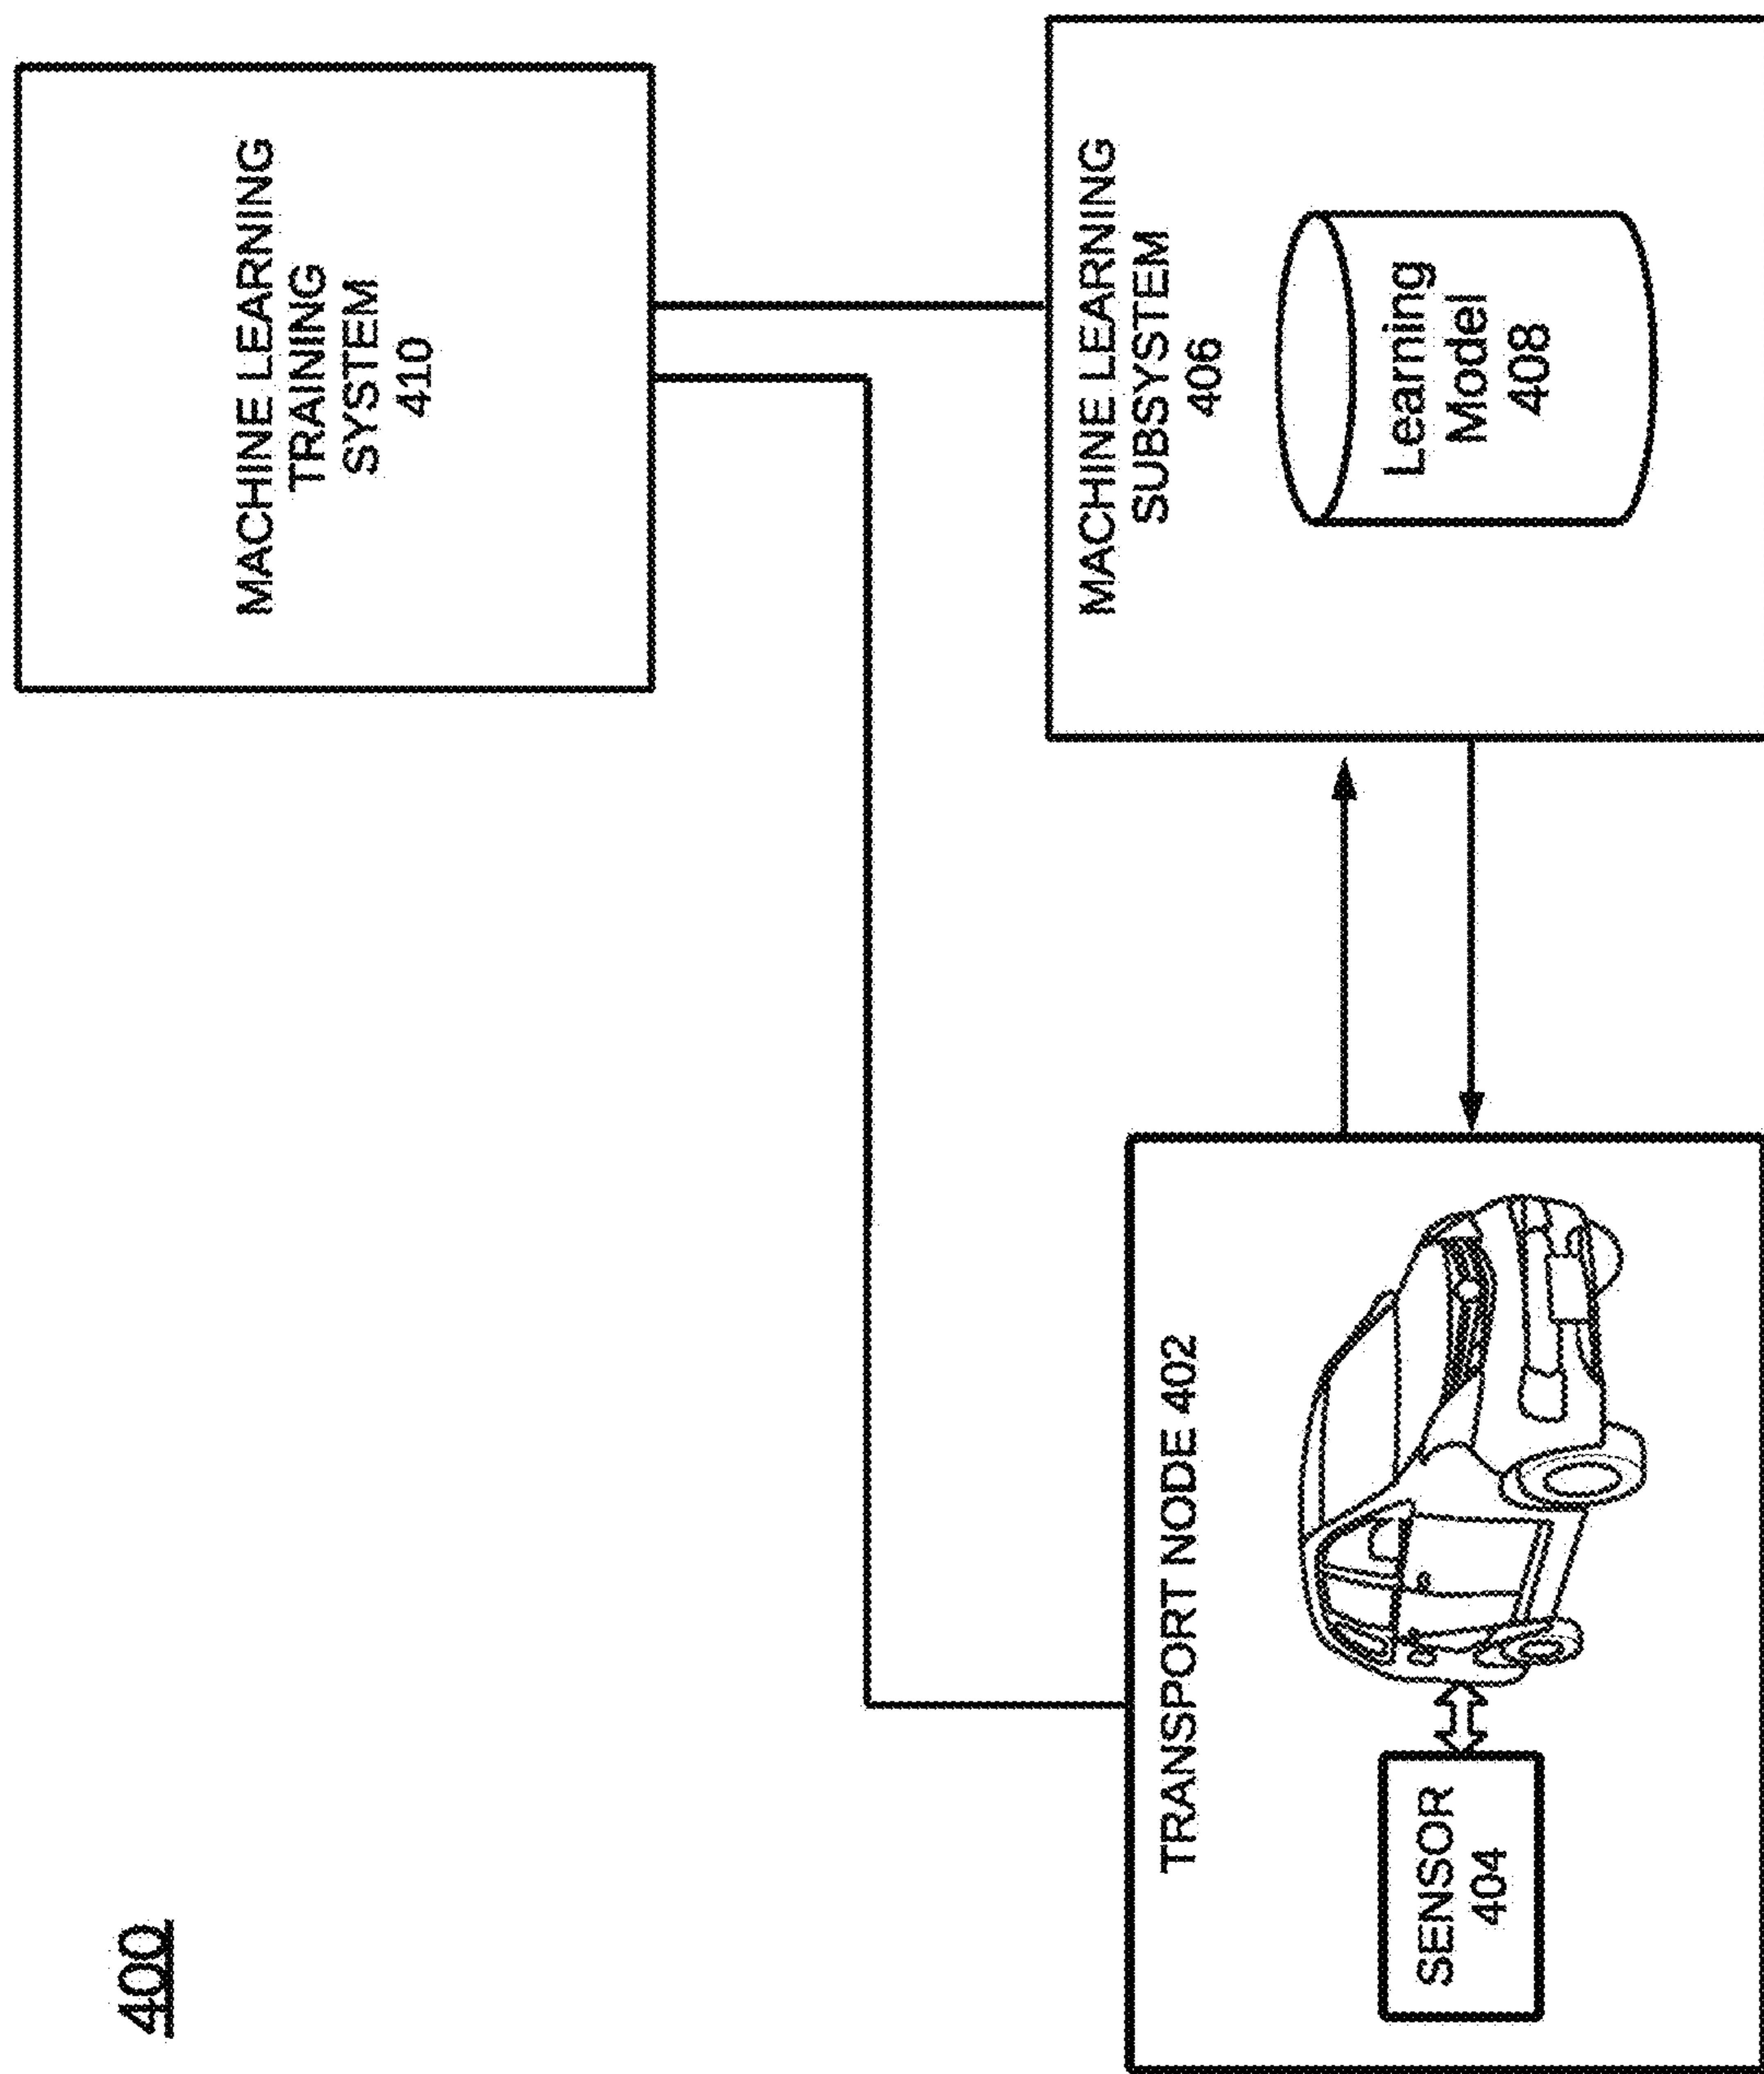 400
MACHINE LEARNING
TRAINING
SYSTEM
410
TRANSPORT NODE 402
SENSOR
404
MACHINE LEARNING
SUBSYSTEM
406
Learning
Model
408